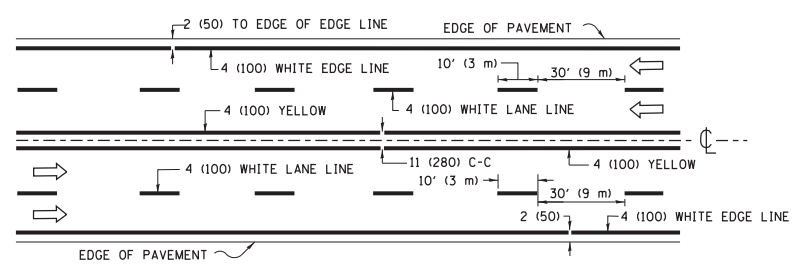 2 (50) TO EDGE OF EDGE LINE
EDGE OF PAVEMENT
4 (100) WHITE EDGE LINE
10' (3 m)
30' (9 m)
4 (100) YELLOW
4 (100) WHITE LANE LINE
℄
4 (100) WHITE LANE LINE
11 (280) C-C
4 (100) YELLOW
10' (3 m)
30' (9 m)
2 (50)
4 (100) WHITE EDGE LINE
EDGE OF PAVEMENT